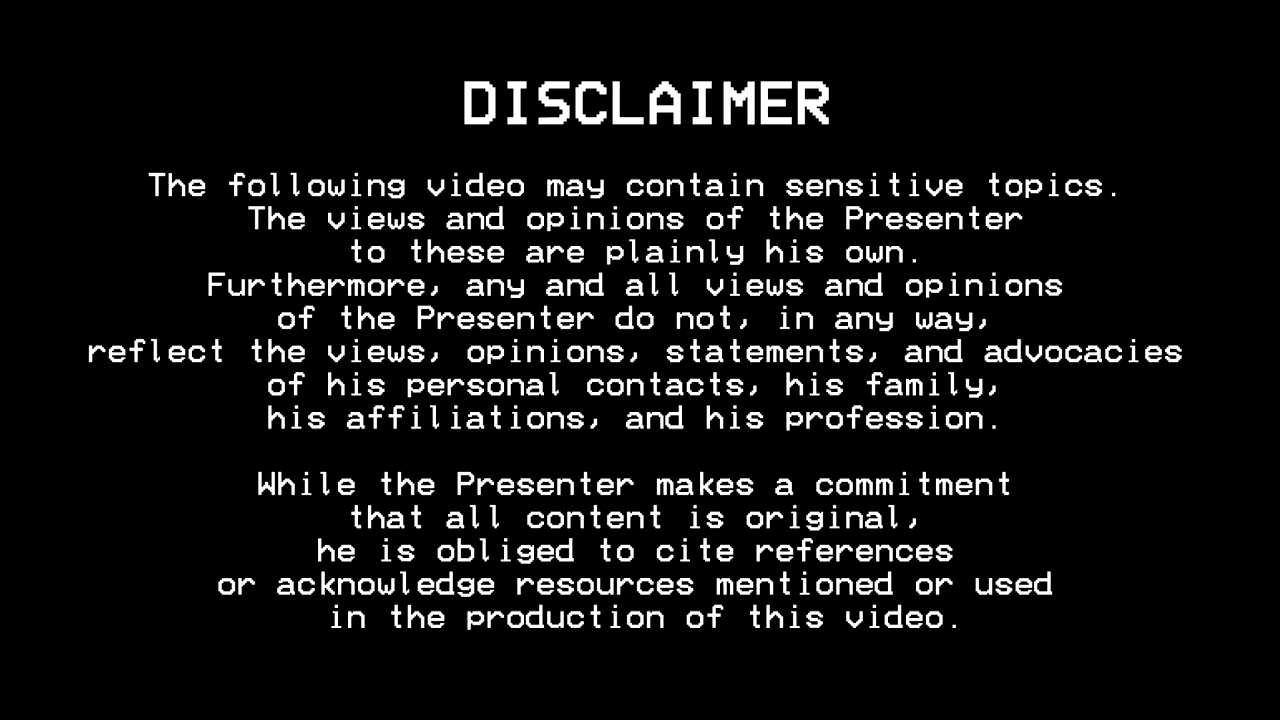 DISCLAIMER
The following video may contain sensitive topics.
The views and opinions of the Presenter
to these are plainly his own.
Furthermore, any and all views and opinions
of the Presenter do not, in any way,
reflect the views, opinions, statements, and advocacies
of his personal contacts, his family,
his affiliations, and his profession.
While the Presenter makes a commitment
that all content is original,
he is obliged to cite references
or acknowledge resources mentioned or used
in the production of this video.